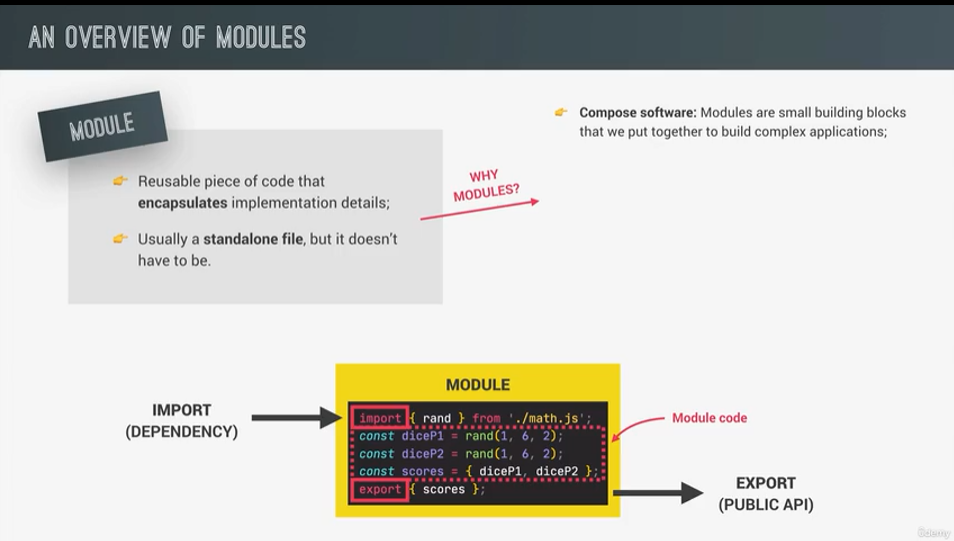 AN OVERVIEW OF MODULES
MODULE
👉 Reusable piece of code that
encapsulates implementation details;
👉 Usually a standalone file, but it doesn't
have to be.
WHY
MODULES?
👉 Compose software: Modules are small building blocks
that we put together to build complex applications;
IMPORT
(DEPENDENCY)
MODULE
import { rand } from './math.js';
const diceP1 = rand(1, 6, 2);
const diceP2 = rand(1, 6, 2);
const scores = { diceP1, diceP2 };
export { scores };
Module code
EXPORT
(PUBLIC API)
Udemy